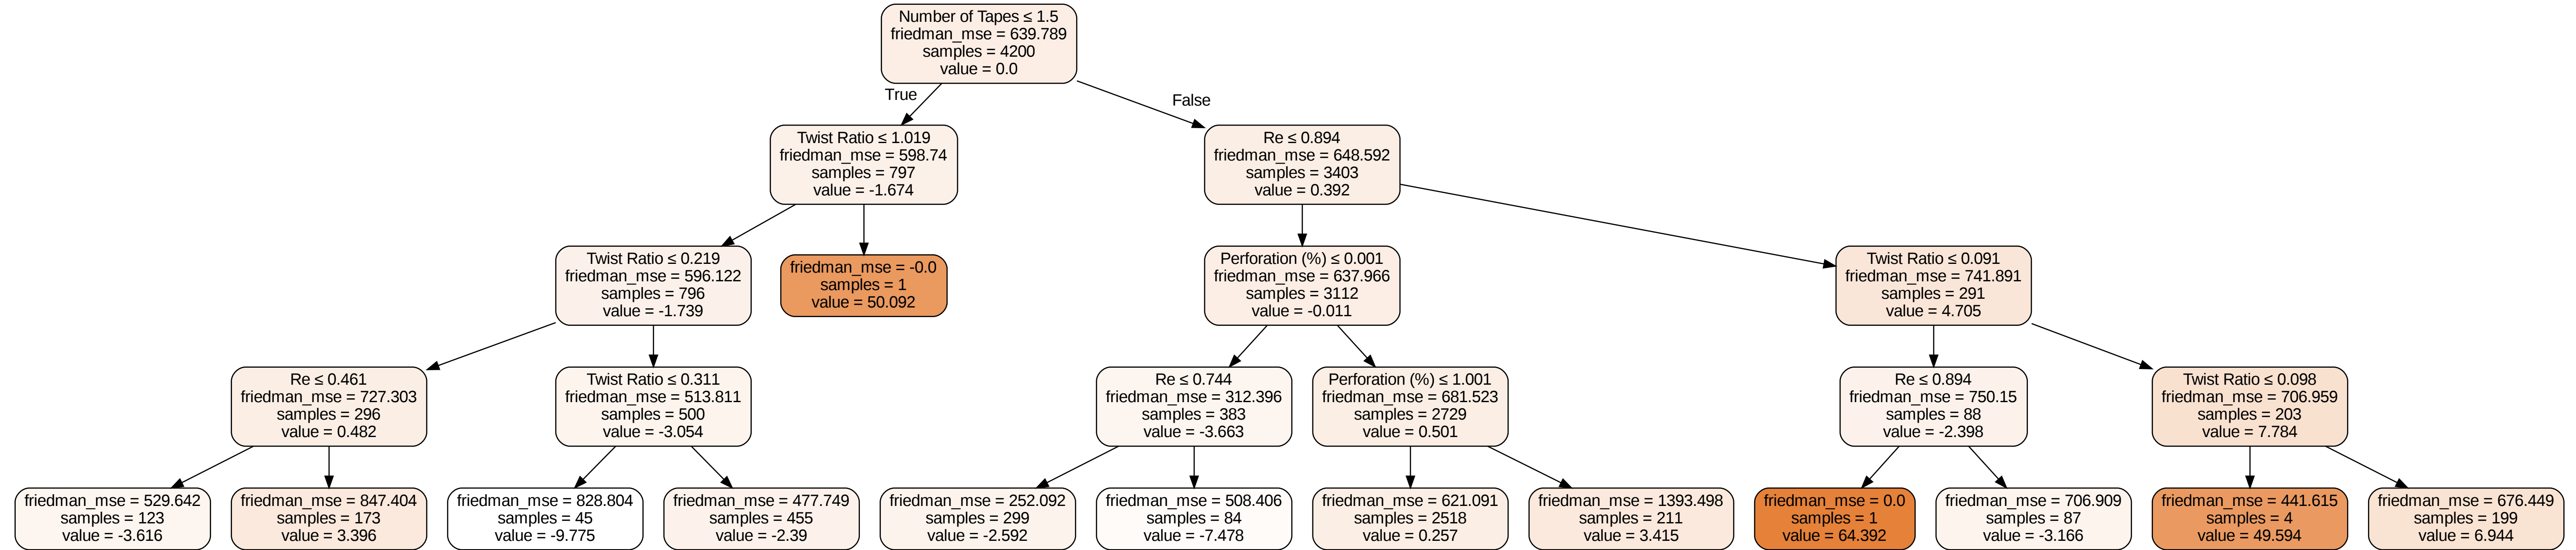 Number of Tapes ≤ 1.5
friedman_mse = 639.789
samples = 4200
value = 0.0
True
False
Twist Ratio ≤ 1.019
friedman_mse = 598.74
samples = 797
value = -1.674
Re ≤ 0.894
friedman_mse = 648.592
samples = 3403
value = 0.392
Twist Ratio ≤ 0.219
friedman_mse = 596.122
samples = 796
value = -1.739
friedman_mse = -0.0
samples = 1
value = 50.092
Perforation (%) ≤ 0.001
friedman_mse = 637.966
samples = 3112
value = -0.011
Twist Ratio ≤ 0.091
friedman_mse = 741.891
samples = 291
value = 4.705
Re ≤ 0.461
friedman_mse = 727.303
samples = 296
value = 0.482
Twist Ratio ≤ 0.311
friedman_mse = 513.811
samples = 500
value = -3.054
Re ≤ 0.744
friedman_mse = 312.396
samples = 383
value = -3.663
Perforation (%) ≤ 1.001
friedman_mse = 681.523
samples = 2729
value = 0.501
Re ≤ 0.894
friedman_mse = 750.15
samples = 88
value = -2.398
Twist Ratio ≤ 0.098
friedman_mse = 706.959
samples = 203
value = 7.784
friedman_mse = 529.642
samples = 123
value = -3.616
friedman_mse = 847.404
samples = 173
value = 3.396
friedman_mse = 828.804
samples = 45
value = -9.775
friedman_mse = 477.749
samples = 455
value = -2.39
friedman_mse = 252.092
samples = 299
value = -2.592
friedman_mse = 508.406
samples = 84
value = -7.478
friedman_mse = 621.091
samples = 2518
value = 0.257
friedman_mse = 1393.498
samples = 211
value = 3.415
friedman_mse = 0.0
samples = 1
value = 64.392
friedman_mse = 706.909
samples = 87
value = -3.166
friedman_mse = 441.615
samples = 4
value = 49.594
friedman_mse = 676.449
samples = 199
value = 6.944